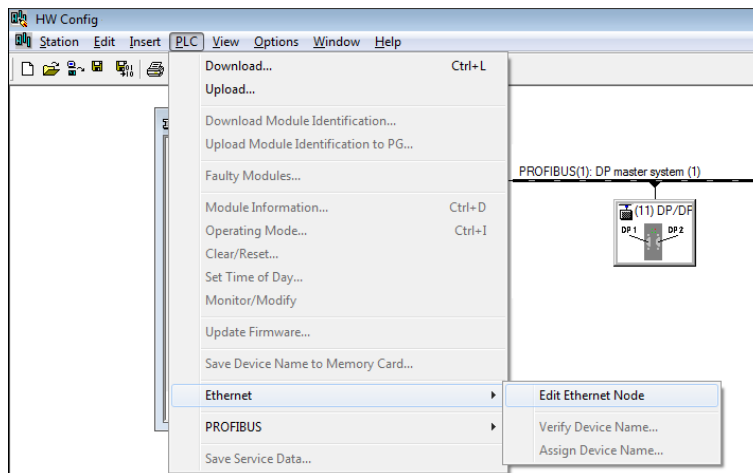 HW Config
Station Edit Insert PLC View Options Window Help
Download... Ctrl+L
Upload...
Download Module Identification...
Upload Module Identification to PG...
Faulty Modules...
Module Information... Ctrl+D
Operating Mode... Ctrl+I
Clear/Reset...
Set Time of Day...
Monitor/Modify
Update Firmware...
Save Device Name to Memory Card...
Ethernet
PROFIBUS
Save Service Data...
Edit Ethernet Node
Verify Device Name...
Assign Device Name...
PROFIBUS(1): DP master system (1)
(11) DP/DP
DP 1 DP 2